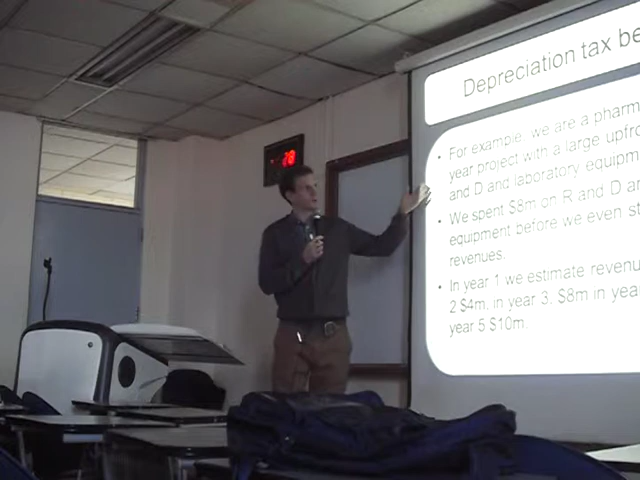 Depreciation tax be
• For example, we are a pharm
year project with a large upfro
and D and laboratory equipm
• We spent $8m on R and D an
equipment before we even st
revenues.
• In year 1 we estimate revenu
2 $4m, in year 3, $8m in year
year 5 $10m.